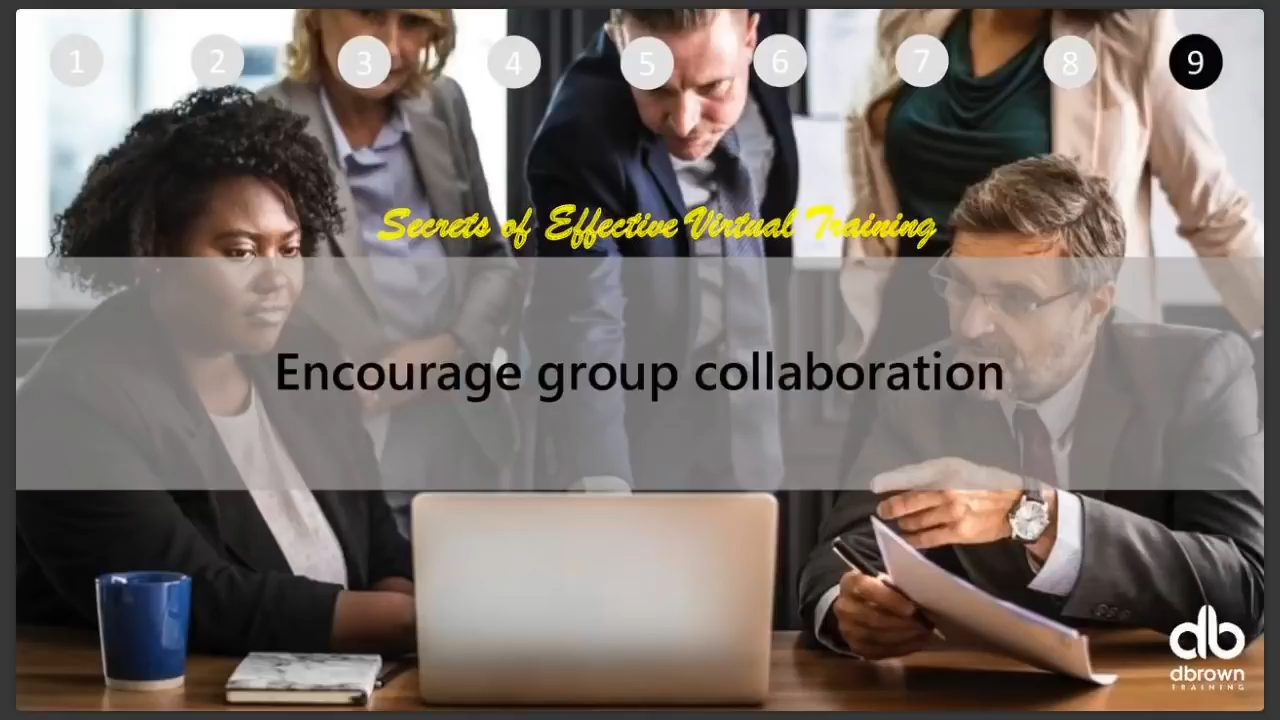 1 2 3 4 5 6 7 8 9
Secrets of Effective Virtual Training
Encourage group collaboration
db
dbrown
TRAINING